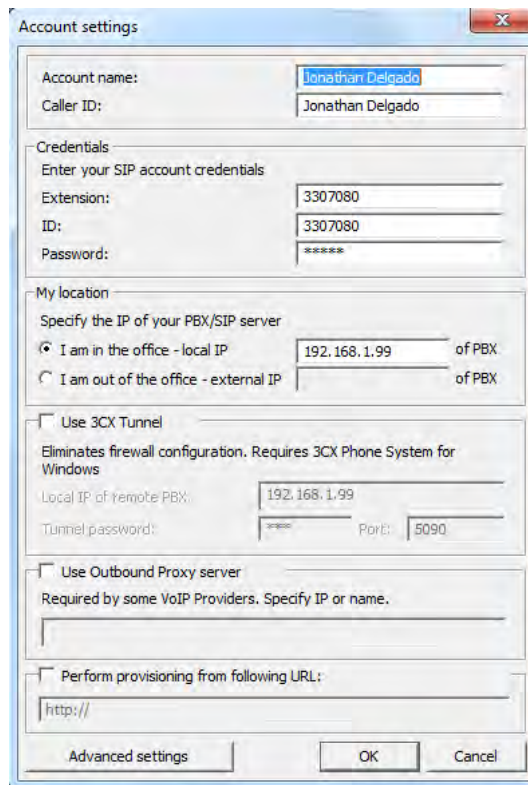 Account settings
Account name: Jonathan Delgado
Caller ID: Jonathan Delgado
Credentials
Enter your SIP account credentials
Extension: 3307080
ID: 3307080
Password: *****
My location
Specify the IP of your PBX/SIP server
I am in the office - local IP 192.168.1.99 of PBX
I am out of the office - external IP of PBX
Use 3CX Tunnel
Eliminates firewall configuration. Requires 3CX Phone System for
Windows
Local IP of remote PBX: 192.168.1.99
Tunnel password: *** Port: 5090
Use Outbound Proxy server
Required by some VoIP Providers. Specify IP or name.
Perform provisioning from following URL:
http://
Advanced settings OK Cancel